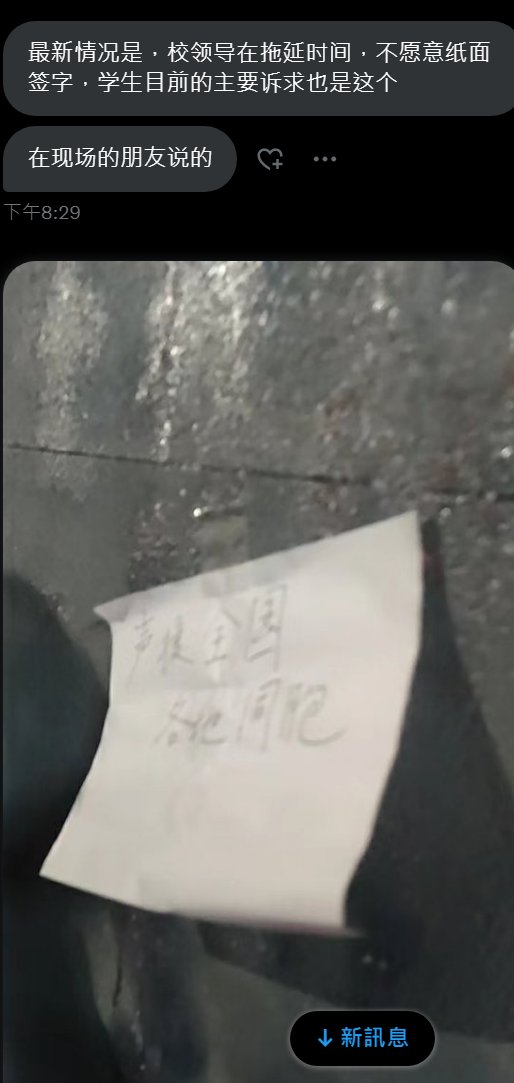 最新情况是，校领导在拖延时间，不愿意纸面
签字，学生目前的主要诉求也是这个
在现场的朋友说的
下午8:29
声援全国
各地同胞
新訊息